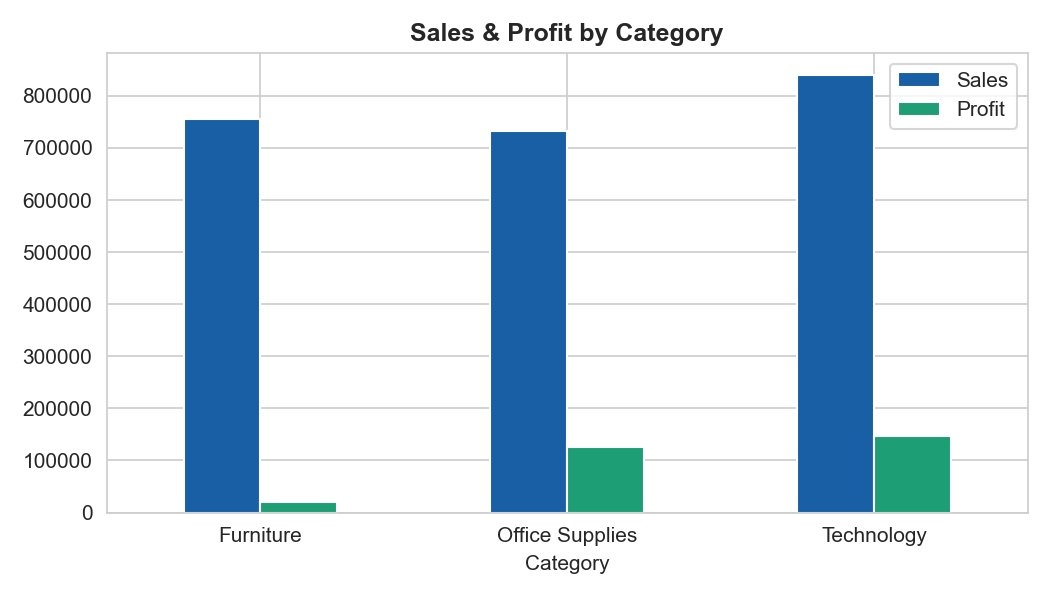 Sales & Profit by Category
Sales
Profit
800000
700000
600000
500000
400000
300000
200000
100000
0
Furniture
Office Supplies
Technology
Category